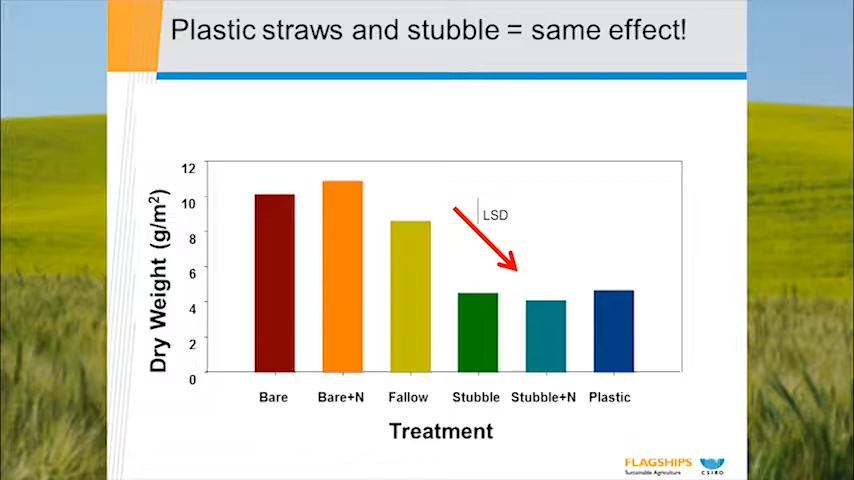 Plastic straws and stubble = same effect!
Dry Weight (g/m²)
12
10
8
6
4
2
0
LSD
Bare Bare+N Fallow Stubble Stubble+N Plastic
Treatment
FLAGSHIPS
Sustainable Agriculture
CSIRO